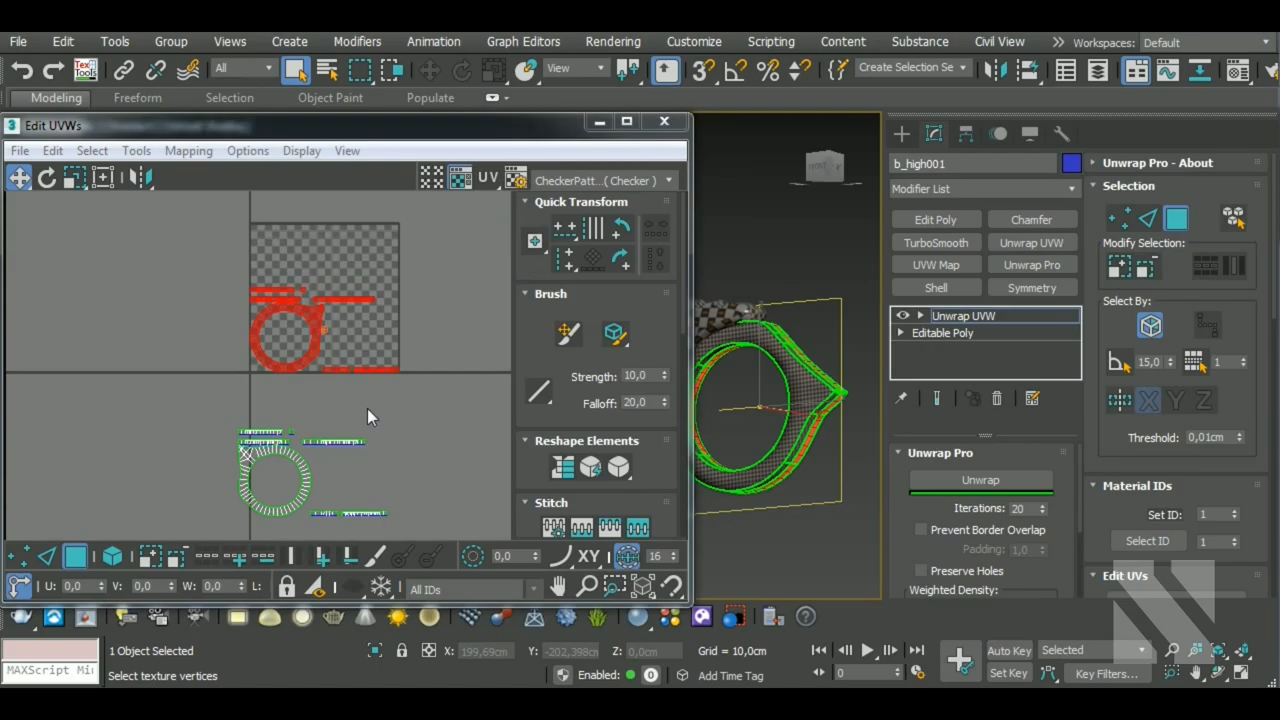 File Edit Tools Group Views Create Modifiers Animation Graph Editors Rendering Customize Scripting Content Substance Civil View Workspaces: Default
Tex Tools All View Create Selection Se
Modeling Freeform Selection Object Paint Populate
3 Edit UVWs
File Edit Select Tools Mapping Options Display View
UV CheckerPatt...( Checker )
Quick Transform
Brush
Strength: 10,0
Falloff: 20,0
Reshape Elements
Stitch
0,0 XY 16
U: 0,0 V: 0,0 W: 0,0 L: All IDs
b_high001
Modifier List
Edit Poly Chamfer
TurboSmooth Unwrap UVW
UVW Map Unwrap Pro
Shell Symmetry
Unwrap UVW
Editable Poly
Unwrap Pro
Unwrap
Iterations: 20
Prevent Border Overlap
Padding: 1,0
Preserve Holes
Weighted Density:
Unwrap Pro - About
Selection
Modify Selection:
Select By:
15,0 1
X Y Z
Threshold: 0,01cm
Material IDs
Set ID: 1
Select ID 1
Edit UVs
1 Object Selected X: 199,69cm Y: -202,398cm Z: 0,0cm Grid = 10,0cm Auto Key Selected
MAXScript Mi Select texture vertices Enabled: 0 Add Time Tag 0 Set Key Key Filters...